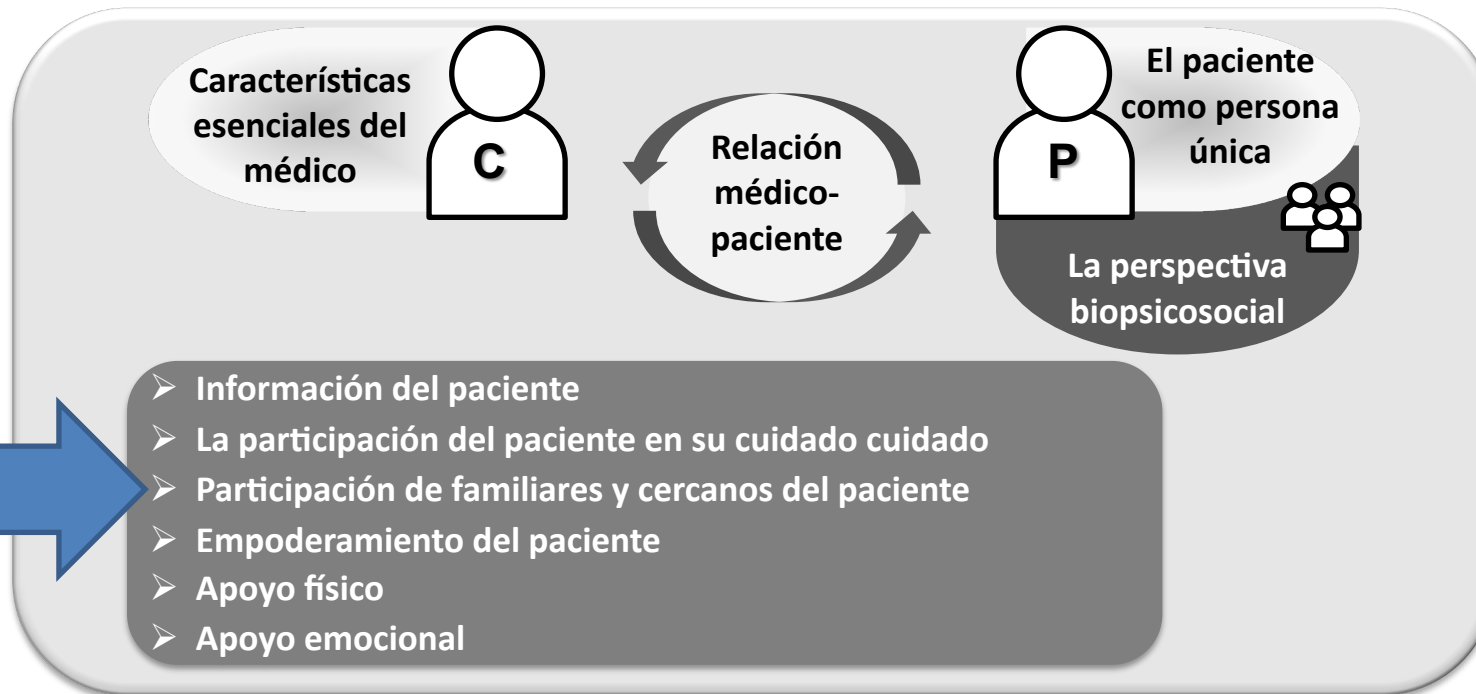 Características
esenciales del
médico
C
Relación
médico-
paciente
P
El paciente
como persona
única
La perspectiva
biopsicosocial
➢ Información del paciente
➢ La participación del paciente en su cuidado cuidado
➢ Participación de familiares y cercanos del paciente
➢ Empoderamiento del paciente
➢ Apoyo físico
➢ Apoyo emocional